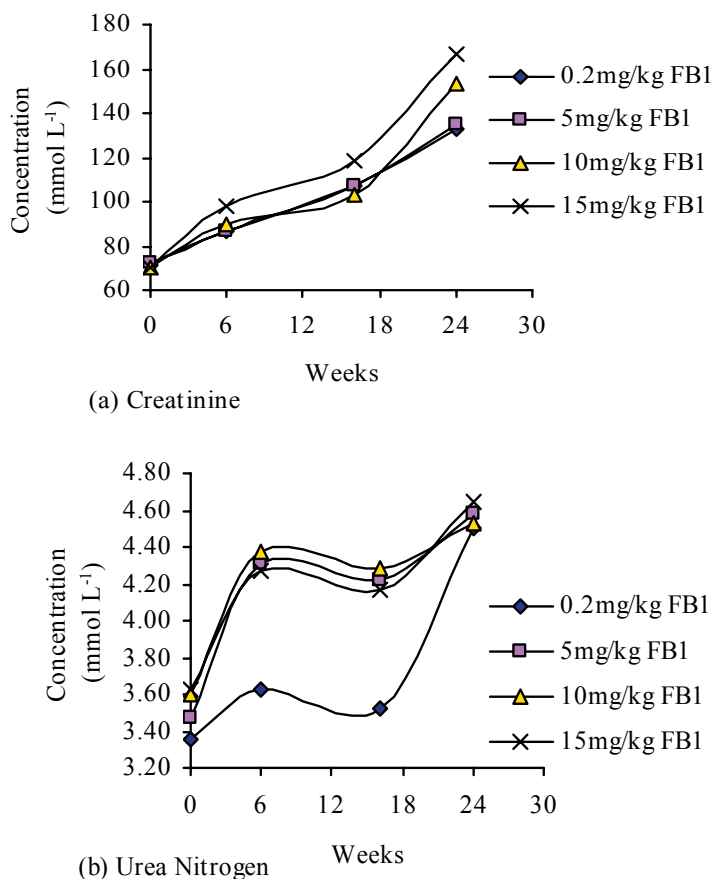 180
160
140
120
100
80
60
Concentration
(mmol L⁻¹)
0 6 12 18 24 30
Weeks
0.2mg/kg FB1
5mg/kg FB1
10mg/kg FB1
15mg/kg FB1
(a) Creatinine
4.80
4.60
4.40
4.20
4.00
3.80
3.60
3.40
3.20
Concentration
(mmol L⁻¹)
0 6 12 18 24 30
Weeks
0.2mg/kg FB1
5mg/kg FB1
10mg/kg FB1
15mg/kg FB1
(b) Urea Nitrogen